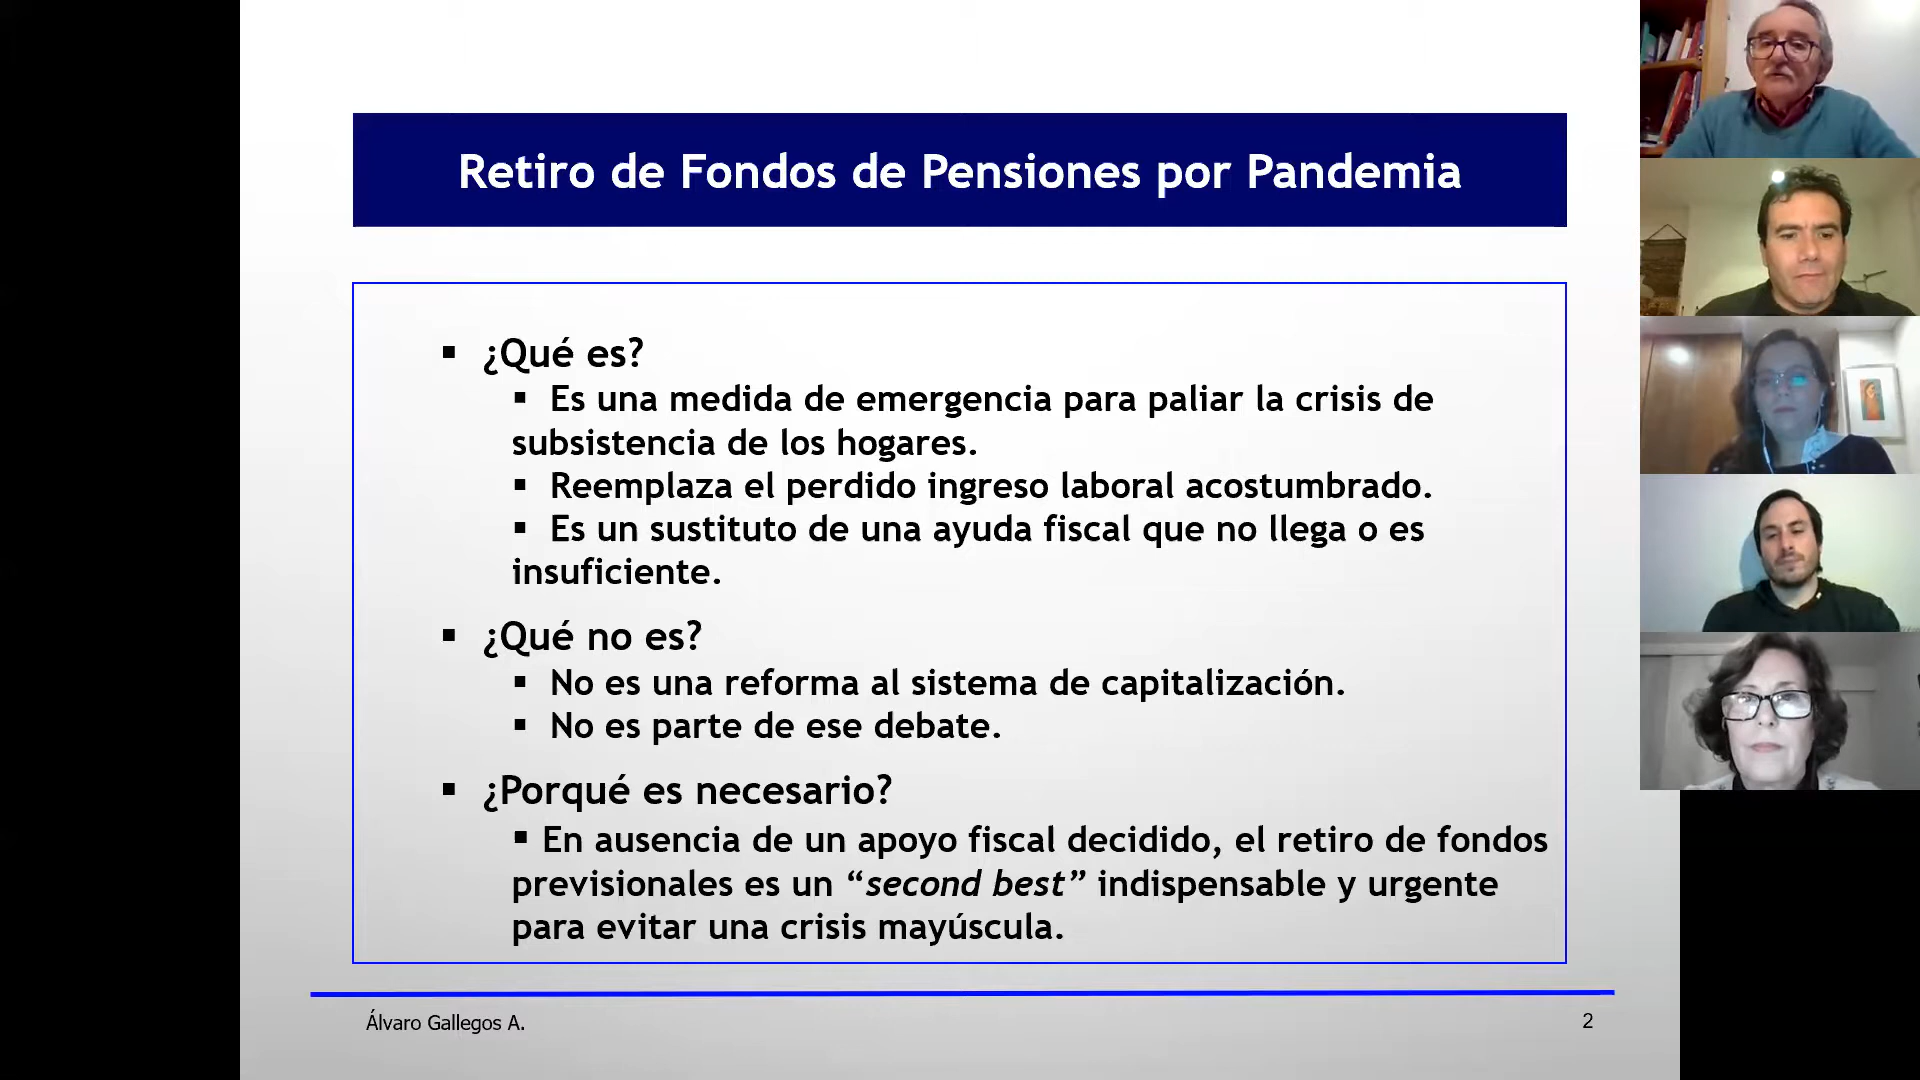 Retiro de Fondos de Pensiones por Pandemia
▪ ¿Qué es?
▪ Es una medida de emergencia para paliar la crisis de
subsistencia de los hogares.
▪ Reemplaza el perdido ingreso laboral acostumbrado.
▪ Es un sustituto de una ayuda fiscal que no llega o es
insuficiente.
▪ ¿Qué no es?
▪ No es una reforma al sistema de capitalización.
▪ No es parte de ese debate.
▪ ¿Porqué es necesario?
▪ En ausencia de un apoyo fiscal decidido, el retiro de fondos
previsionales es un “second best” indispensable y urgente
para evitar una crisis mayúscula.
Álvaro Gallegos A.
2